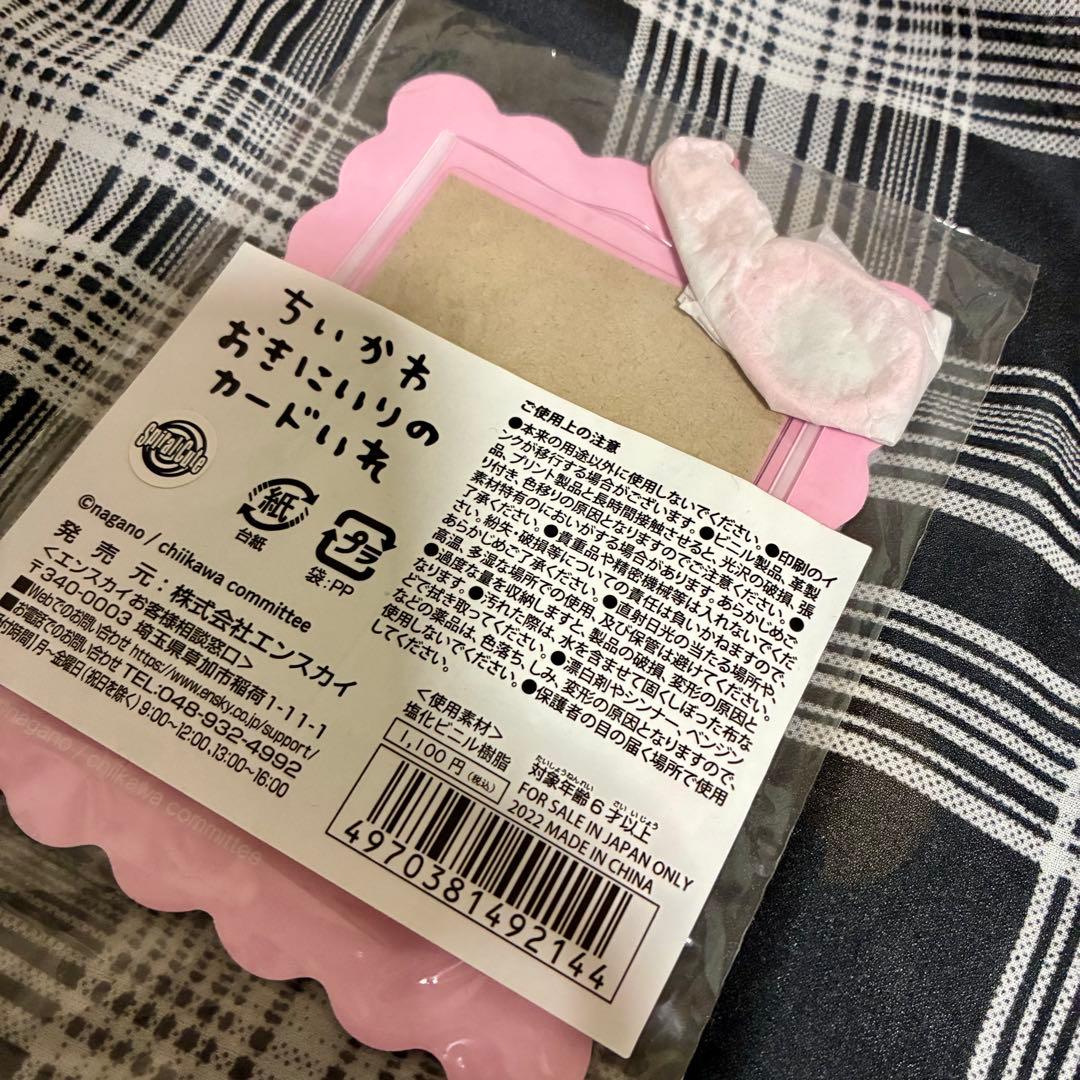 ちいかわ
おきにいりの
カードいれ
紙
台紙
プラ
袋:PP
©nagano / chiikawa committee
発売元:株式会社エンスカイ
<エンスカイお客様相談窓口>
〒340-0003 埼玉県草加市稲荷1-11-1
■Webでのお問い合わせ https://www.ensky.co.jp/support/
■お電話でのお問い合わせ TEL:048-932-4992
付時間)月~金曜日(祝日を除く) 9:00~12:00、13:00~16:00
ご使用上の注意
●本来の用途以外に使用しないでください。●印刷のイ
ンクが移行する場合がございます。●ビニール製品、塗装製
品、プリント製品と長時間接触させると、光沢の破損、張
り付き、色移りの原因となりますのでご注意ください。●
素材特有のにおいがする場合があります。あらかじめご
了承ください。●貴重品や精密機械等は入れないでくだ
さい。紛失、破損等についての責任は負いかねますので、
あらかじめご了承ください。●直射日光の当たる場所や、
高温、多湿な場所での使用、及び保管は避けてください。
●過度な量を収納しますと、製品の破損、変形の原因と
なります。●汚れた際は、水を含ませて固くしぼった布な
どで拭き取ってください。●漂白剤やシンナー、ベンジン
などの薬品は、色落ち、しみ、変形の原因となりますので、
使用しないでください。●保護者の目の届く場所で使用
してください。
<使用素材>
塩化ビニール樹脂
1,100円(税込)
たいしょうねんれい さい いじょう
対象年齢6才以上
FOR SALE IN JAPAN ONLY
2022 MADE IN CHINA
4970381492144
nagano / chiikawa committee